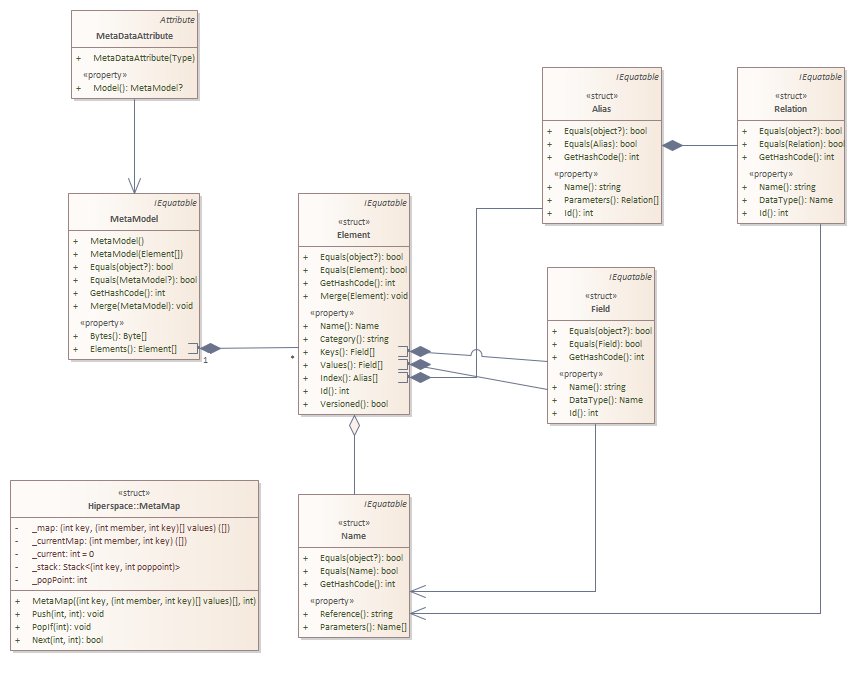 Attribute
MetaDataAttribute
+ MetaDataAttribute(Type)
«property»
+ Model(): MetaModel?
IEquatable
MetaModel
+ MetaModel()
+ MetaModel(Element[])
+ Equals(object?): bool
+ Equals(MetaModel?): bool
+ GetHashCode(): int
+ Merge(MetaModel): void
«property»
+ Bytes(): Byte[]
+ Elements(): Element[]
1
*
IEquatable
«struct»
Element
+ Equals(object?): bool
+ Equals(Element): bool
+ GetHashCode(): int
+ Merge(Element): void
«property»
+ Name(): Name
+ Category(): string
+ Keys(): Field[]
+ Values(): Field[]
+ Index(): Alias[]
+ Id(): int
+ Versioned(): bool
IEquatable
«struct»
Alias
+ Equals(object?): bool
+ Equals(Alias): bool
+ GetHashCode(): int
«property»
+ Name(): string
+ Parameters(): Relation[]
+ Id(): int
IEquatable
«struct»
Relation
+ Equals(object?): bool
+ Equals(Relation): bool
+ GetHashCode(): int
«property»
+ Name(): string
+ DataType(): Name
+ Id(): int
IEquatable
«struct»
Field
+ Equals(object?): bool
+ Equals(Field): bool
+ GetHashCode(): int
«property»
+ Name(): string
+ DataType(): Name
+ Id(): int
«struct»
Hiperspace::MetaMap
- _map: (int key, (int member, int key)[] values) ([])
- _currentMap: (int member, int key) ([])
- _current: int = 0
- _stack: Stack<(int key, int poppoint)>
- _popPoint: int
+ MetaMap((int key, (int member, int key)[] values)[], int)
+ Push(int, int): void
+ PopIf(int): void
+ Next(int, int): bool
IEquatable
«struct»
Name
+ Equals(object?): bool
+ Equals(Name): bool
+ GetHashCode(): int
«property»
+ Reference(): string
+ Parameters(): Name[]